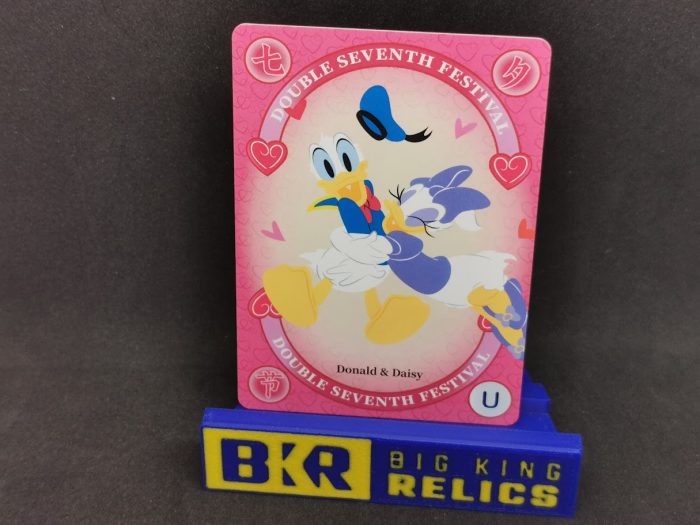 七
夕
DOUBLE SEVENTH FESTIVAL
Donald & Daisy
DOUBLE SEVENTH FESTIVAL
节
U
BKR
BIG KING
RELICS